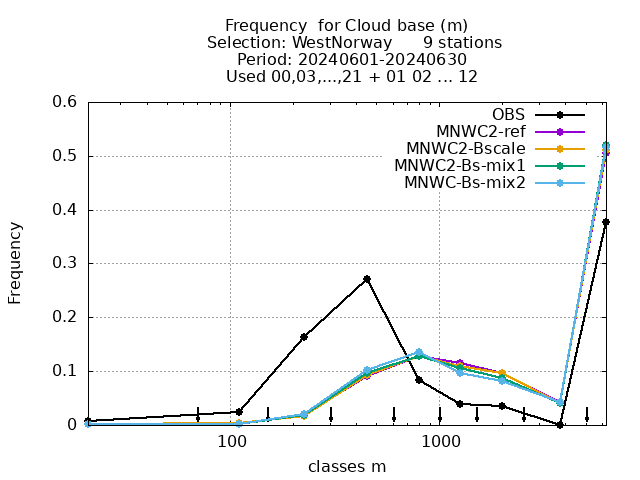 Frequency  for Cloud base (m)
Selection: WestNorway      9 stations
Period: 20240601-20240630
Used 00,03,...,21 + 01 02 ... 12
0.6
0.5
0.4
0.3
0.2
0.1
0
Frequency
OBS
MNWC2-ref
MNWC2-Bscale
MNWC2-Bs-mix1
MNWC-Bs-mix2
100
1000
classes m